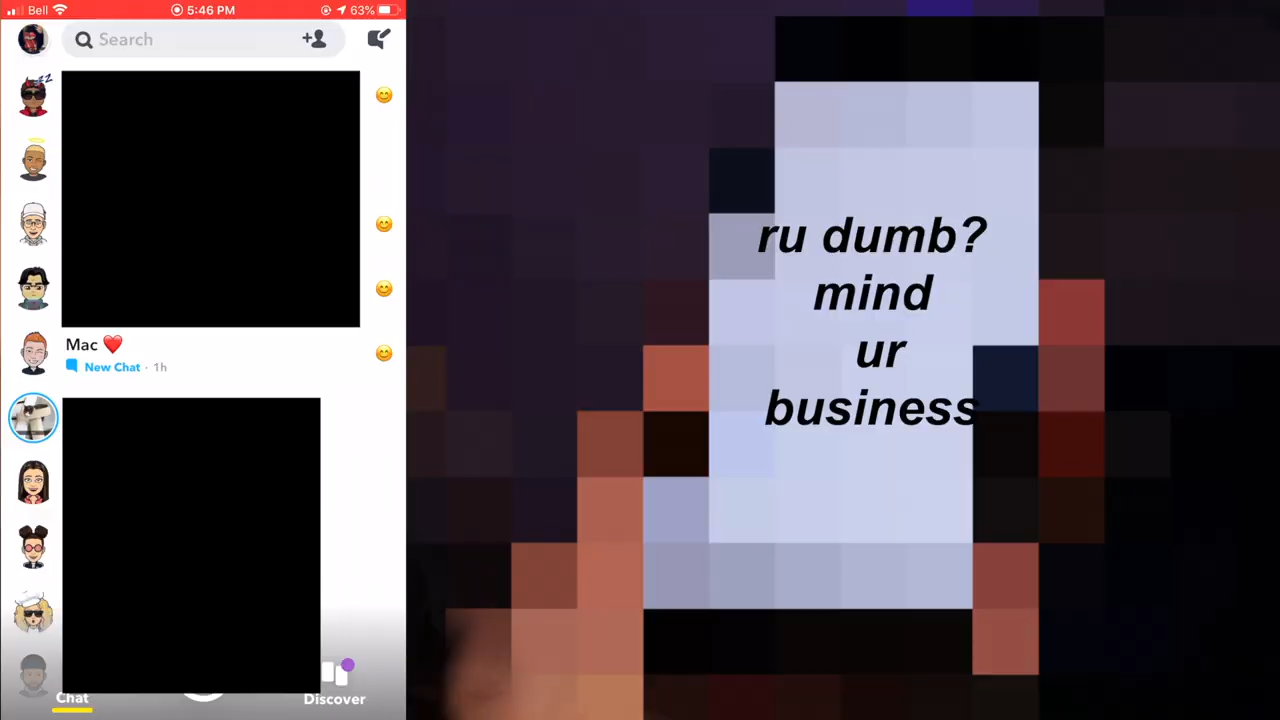 Bell 5:46 PM 63%
Search
Mac ❤️
New Chat · 1h
Chat
Discover
ru dumb?
mind
ur
business